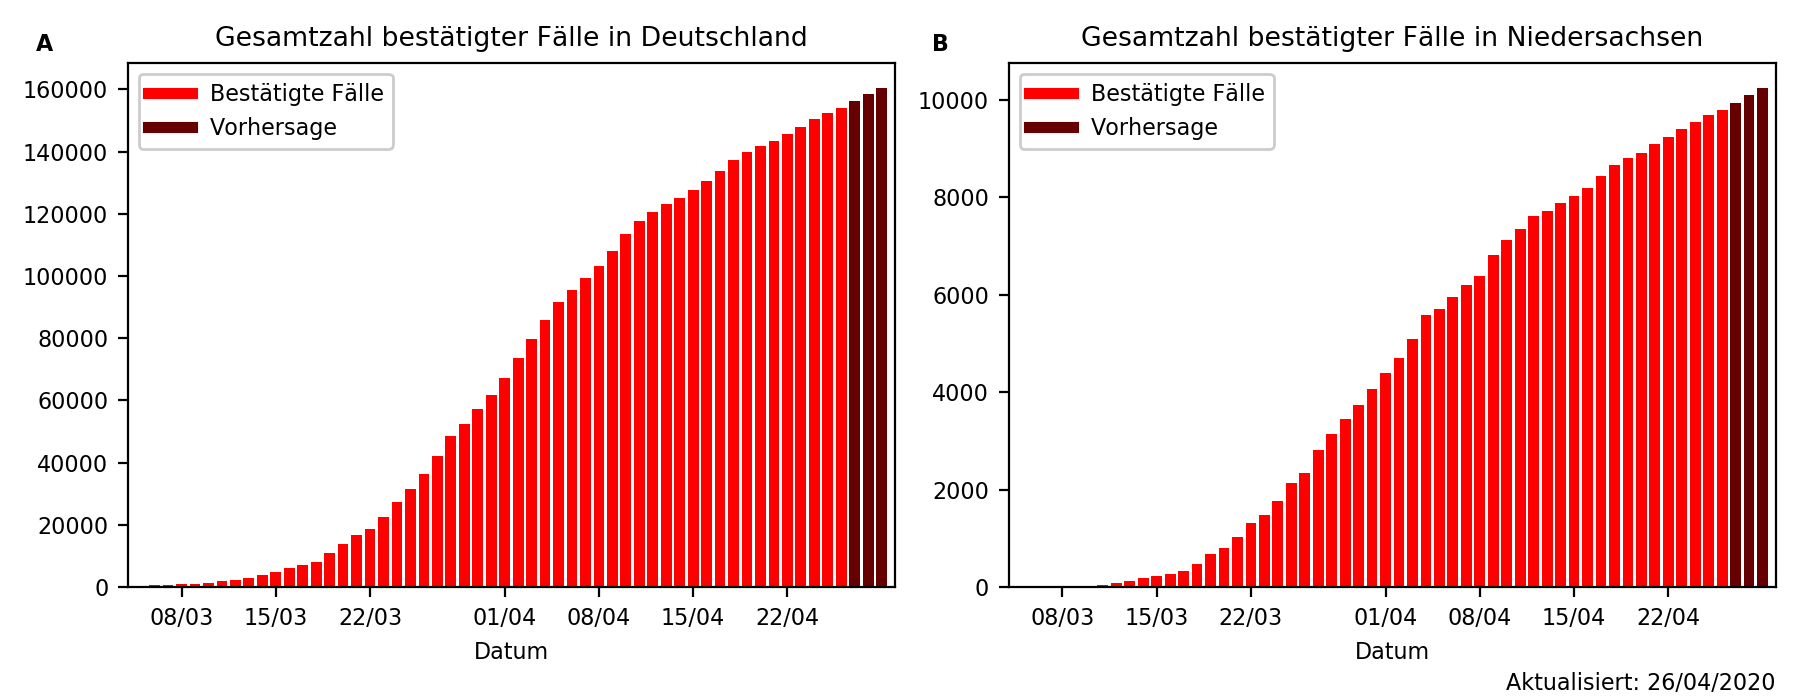 A
Gesamtzahl bestätigter Fälle in Deutschland
Bestätigte Fälle
Vorhersage
160000
140000
120000
100000
80000
60000
40000
20000
0
08/03 15/03 22/03 01/04 08/04 15/04 22/04
Datum
B
Gesamtzahl bestätigter Fälle in Niedersachsen
Bestätigte Fälle
Vorhersage
10000
8000
6000
4000
2000
0
08/03 15/03 22/03 01/04 08/04 15/04 22/04
Datum
Aktualisiert: 26/04/2020